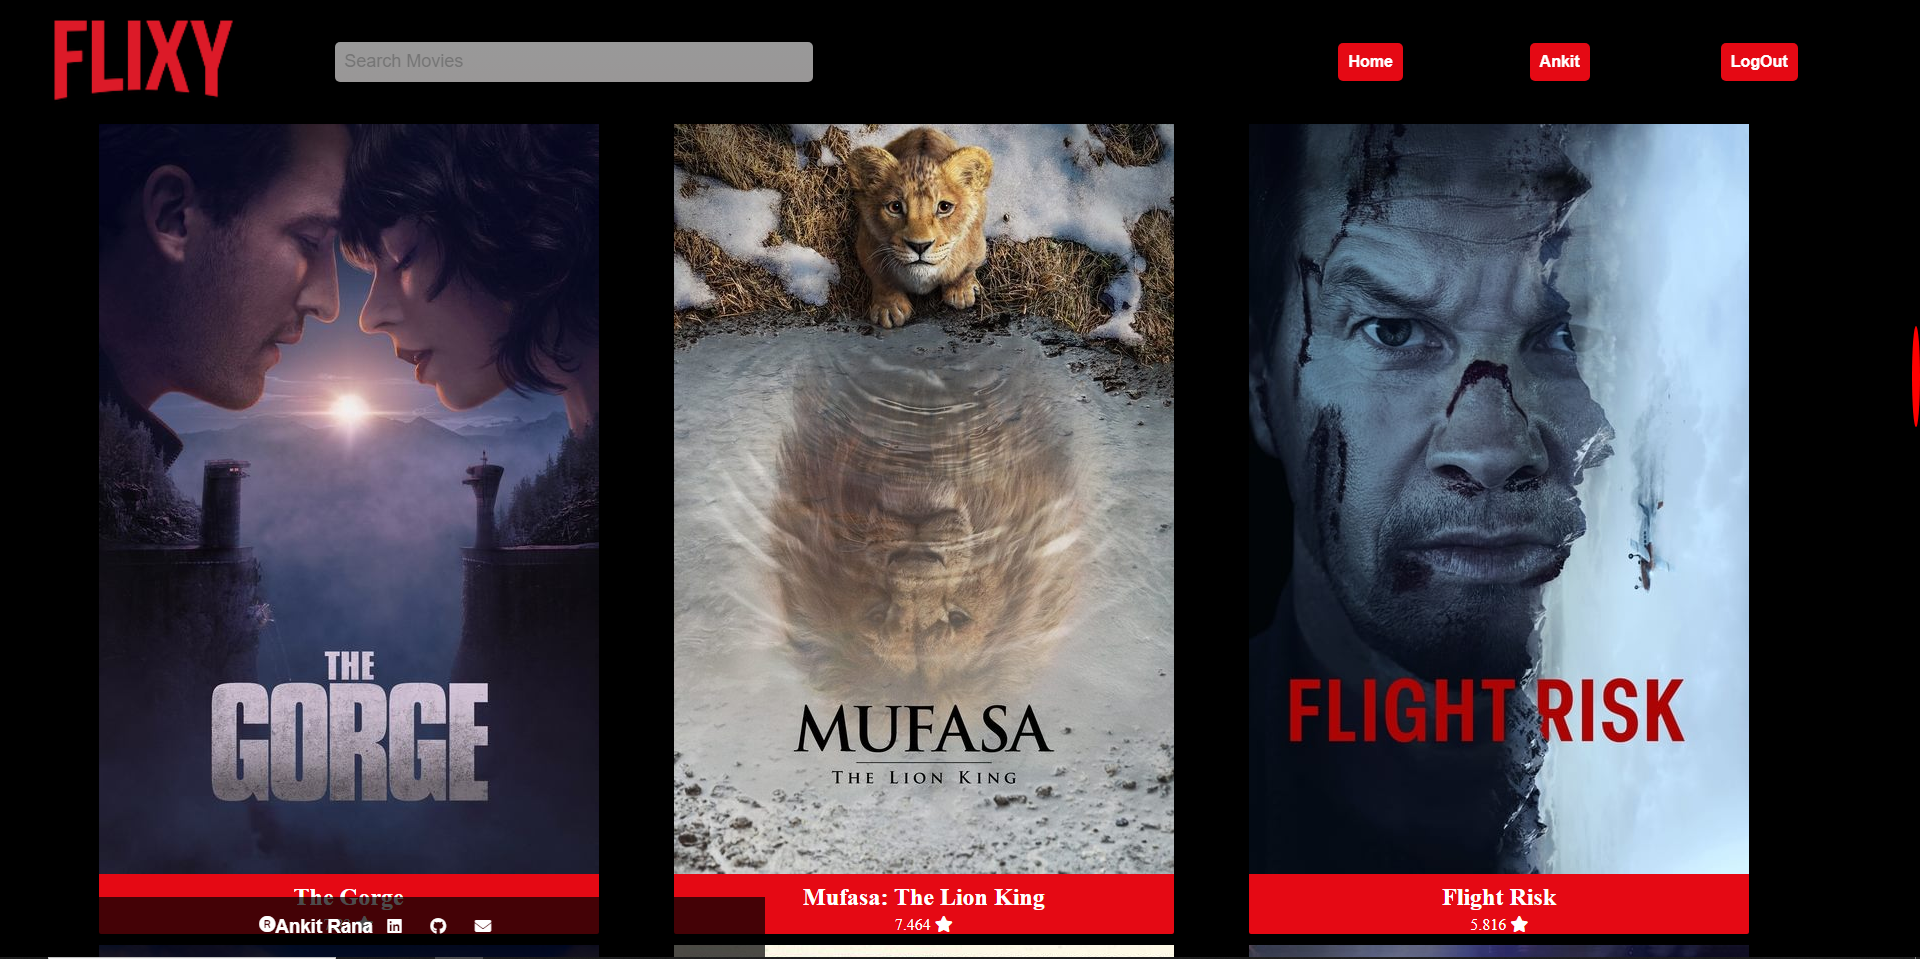 FLIXY
Search Movies
Home
Ankit
LogOut
THE
GORGE
MUFASA
THE LION KING
FLIGHT RISK
The Gorge
Mufasa: The Lion King
7.464
Flight Risk
5.816
®Ankit Rana